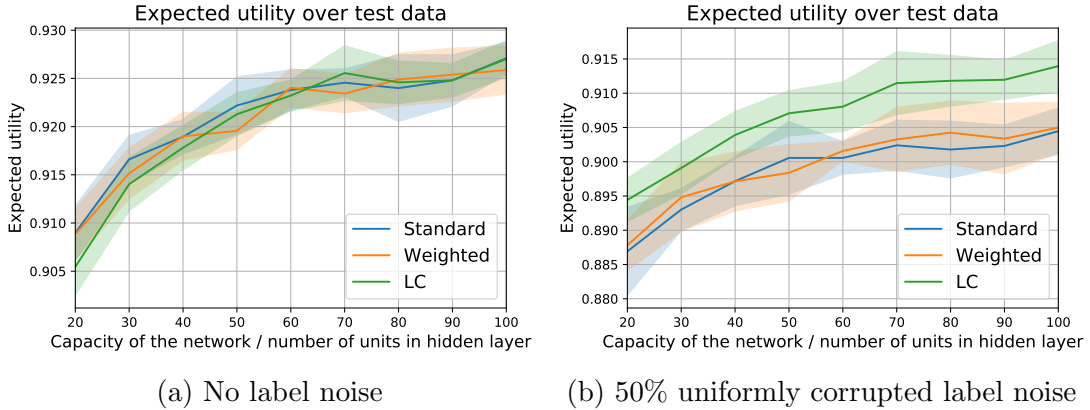 Expected utility over test data
0.930
0.925
0.920
0.915
0.910
0.905
Expected utility
Standard
Weighted
LC
20 30 40 50 60 70 80 90 100
Capacity of the network / number of units in hidden layer
(a) No label noise
Expected utility over test data
0.915
0.910
0.905
0.900
0.895
0.890
0.885
0.880
Expected utility
Standard
Weighted
LC
20 30 40 50 60 70 80 90 100
Capacity of the network / number of units in hidden layer
(b) 50% uniformly corrupted label noise